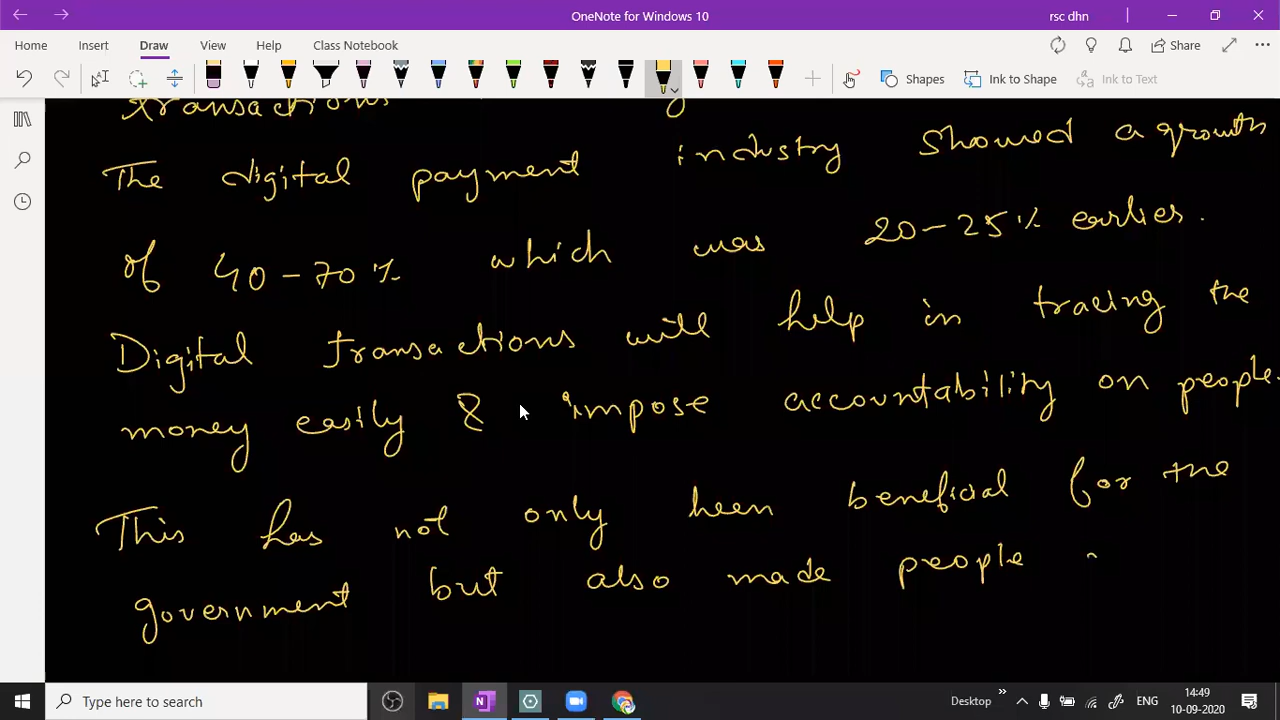 OneNote for Windows 10
rsc dhn
Home Insert Draw View Help Class Notebook
Share
Shapes Ink to Shape Ink to Text
transactions
The digital payment industry showed a growth
of 40-70% which was 20-25% earlier.
Digital transactions will help in tracing the
money easily & impose accountability on people.
This has not only been beneficial for the
government but also made people
Type here to search
Desktop
ENG
14:49
10-09-2020